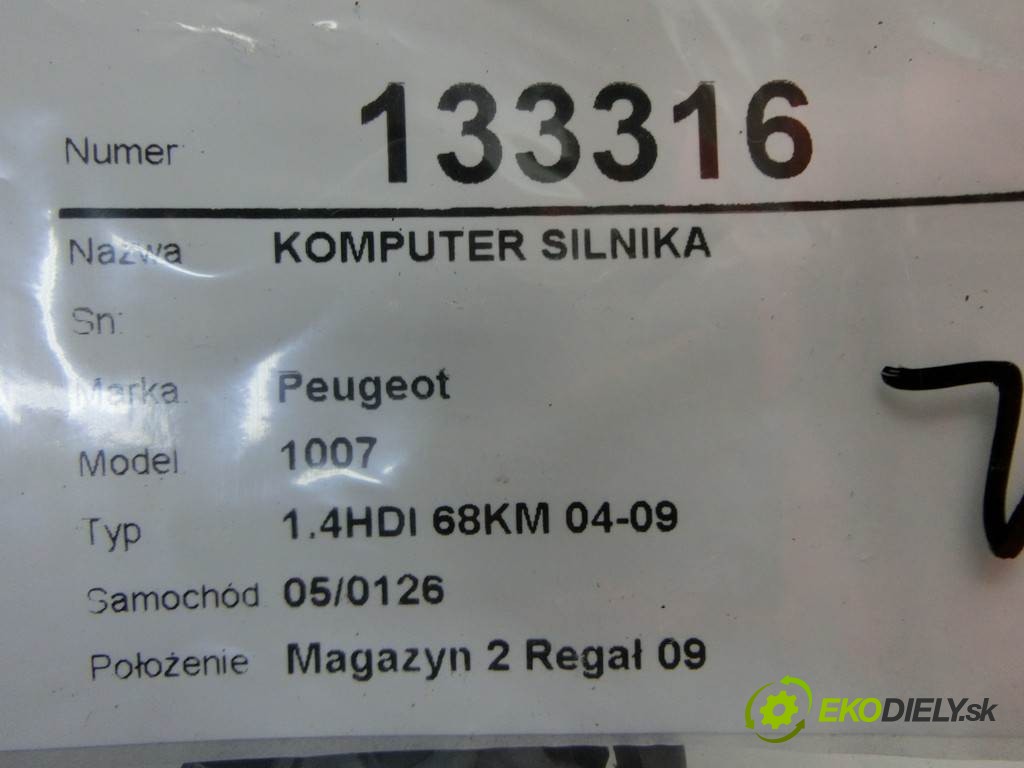 Numer 133316
Nazwa KOMPUTER SILNIKA
Sn:
Marka Peugeot
Model 1007
Typ 1.4HDI 68KM 04-09
Samochód 05/0126
Położenie Magazyn 2 Regał 09
EKODIELY.sk